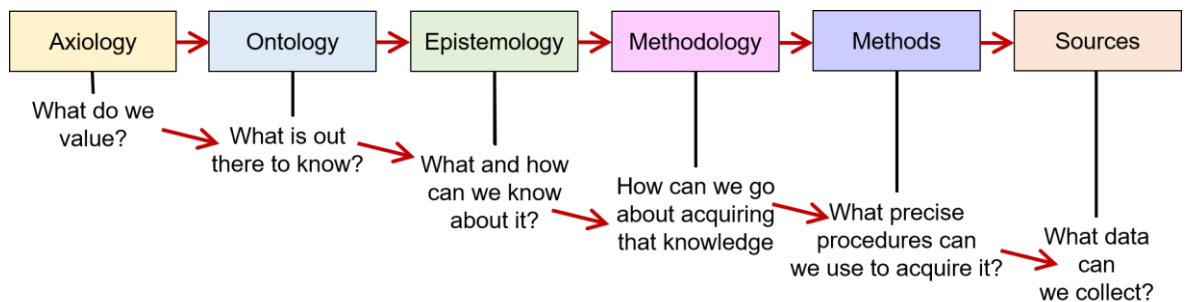 Axiology
Ontology
Epistemology
Methodology
Methods
Sources
What do we
value?
What is out
there to know?
What and how
can we know
about it?
How can we go
about acquiring
that knowledge
What precise
procedures can
we use to acquire it?
What data
can
we collect?